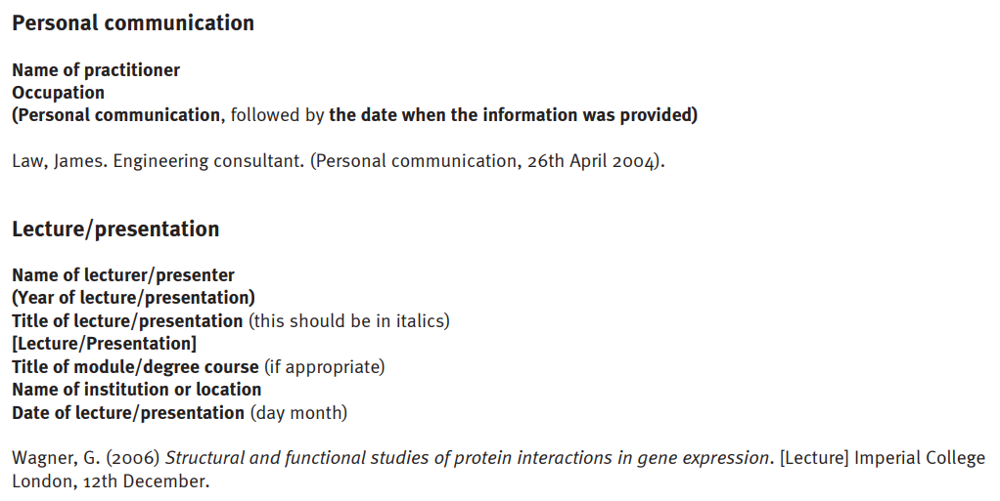 Personal communication
Name of practitioner
Occupation
(Personal communication, followed by the date when the information was provided)
Law, James. Engineering consultant. (Personal communication, 26th April 2004).
Lecture/presentation
Name of lecturer/presenter
(Year of lecture/presentation)
Title of lecture/presentation (this should be in italics)
[Lecture/Presentation]
Title of module/degree course (if appropriate)
Name of institution or location
Date of lecture/presentation (day month)
Wagner, G. (2006) Structural and functional studies of protein interactions in gene expression. [Lecture] Imperial College
London, 12th December.